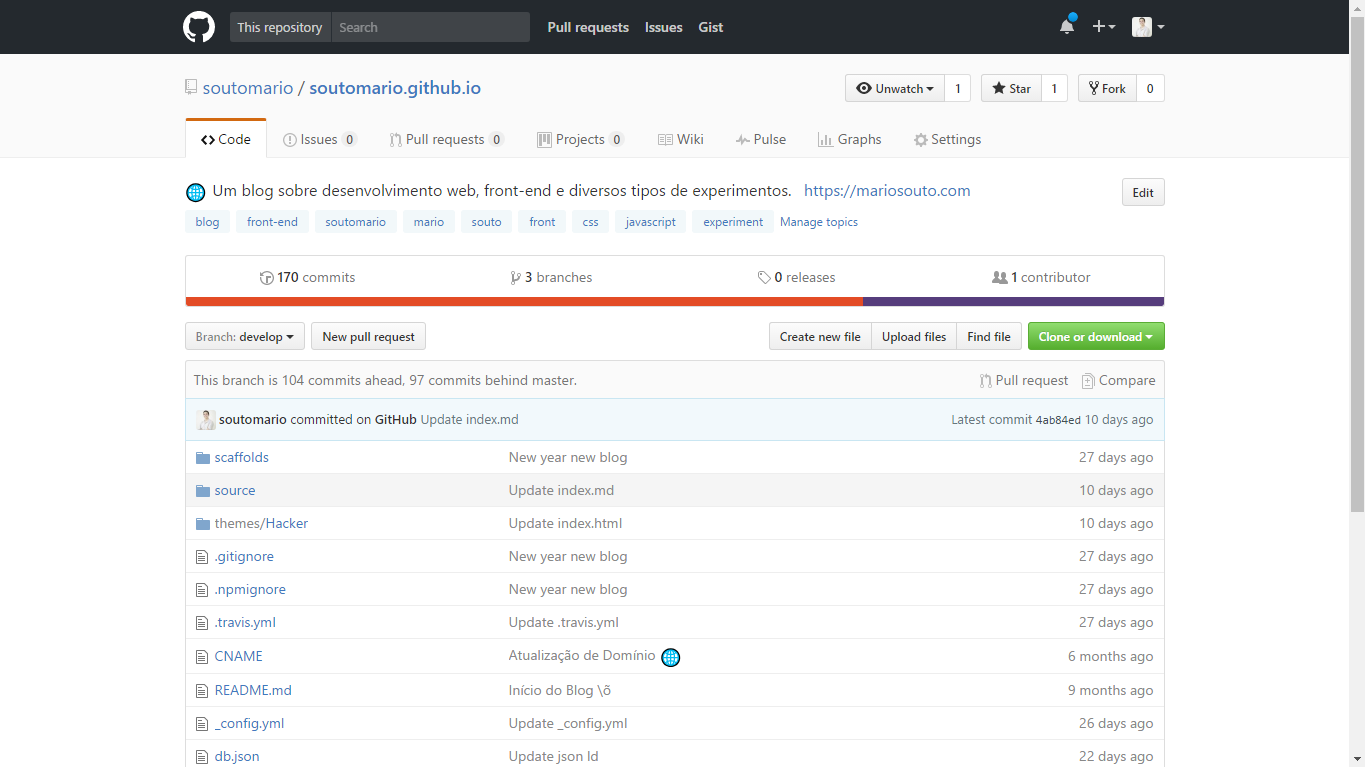 This repository Search Pull requests Issues Gist
soutomario / soutomario.github.io Unwatch 1 Star 1 Fork 0
Code Issues 0 Pull requests 0 Projects 0 Wiki Pulse Graphs Settings
Um blog sobre desenvolvimento web, front-end e diversos tipos de experimentos. https://mariosouto.com Edit
blog front-end soutomario mario souto front css javascript experiment Manage topics
170 commits 3 branches 0 releases 1 contributor
Branch: develop New pull request Create new file Upload files Find file Clone or download
This branch is 104 commits ahead, 97 commits behind master. Pull request Compare
soutomario committed on GitHub Update index.md Latest commit 4ab84ed 10 days ago
scaffolds New year new blog 27 days ago
source Update index.md 10 days ago
themes/Hacker Update index.html 10 days ago
.gitignore New year new blog 27 days ago
.npmignore New year new blog 27 days ago
.travis.yml Update .travis.yml 27 days ago
CNAME Atualização de Domínio 6 months ago
README.md Início do Blog \õ 9 months ago
_config.yml Update _config.yml 26 days ago
db.json Update json ld 22 days ago